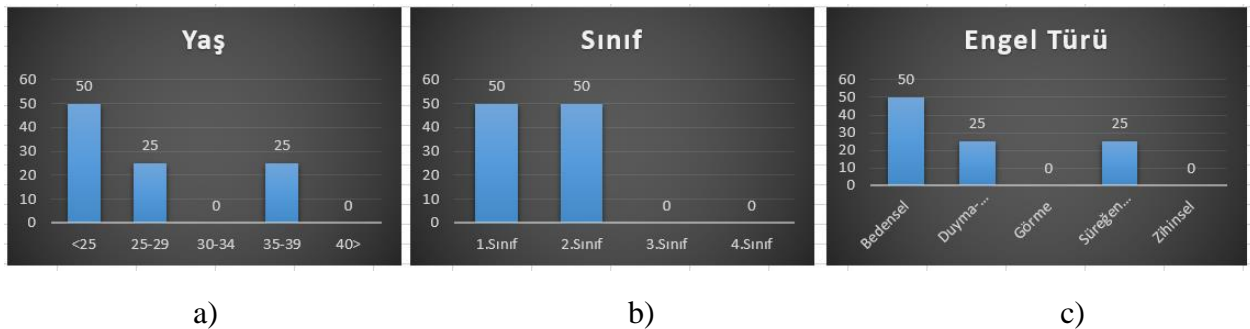 Yaş
60
50
40
30
20
10
0
50
25
0
25
0
<25
25-29
30-34
35-39
40>
a)
Sınıf
60
50
40
30
20
10
0
50
50
0
0
1.Sınıf
2.Sınıf
3.Sınıf
4.Sınıf
b)
Engel Türü
60
50
40
30
20
10
0
50
25
0
25
0
Bedensel
Duyma-...
Görme
Süreğen...
Zihinsel
c)